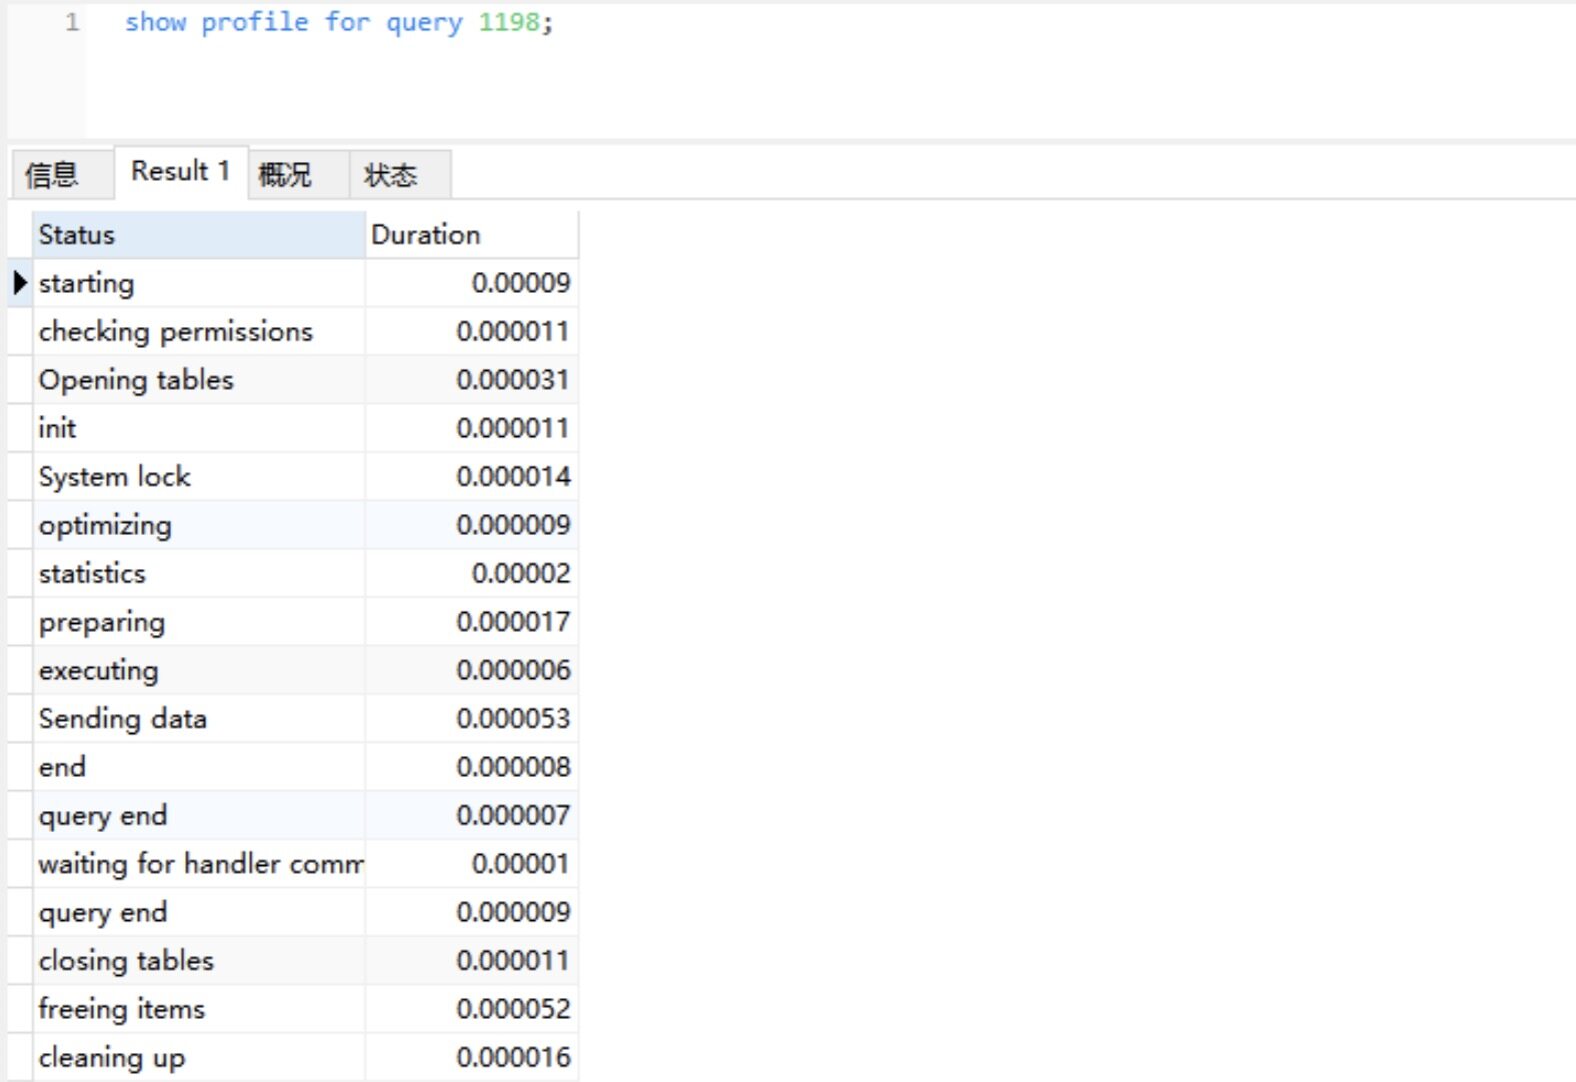 1 show profile for query 1198;
信息 Result 1 概况 状态
Status Duration
starting 0.00009
checking permissions 0.000011
Opening tables 0.000031
init 0.000011
System lock 0.000014
optimizing 0.000009
statistics 0.00002
preparing 0.000017
executing 0.000006
Sending data 0.000053
end 0.000008
query end 0.000007
waiting for handler comm 0.00001
query end 0.000009
closing tables 0.000011
freeing items 0.000052
cleaning up 0.000016